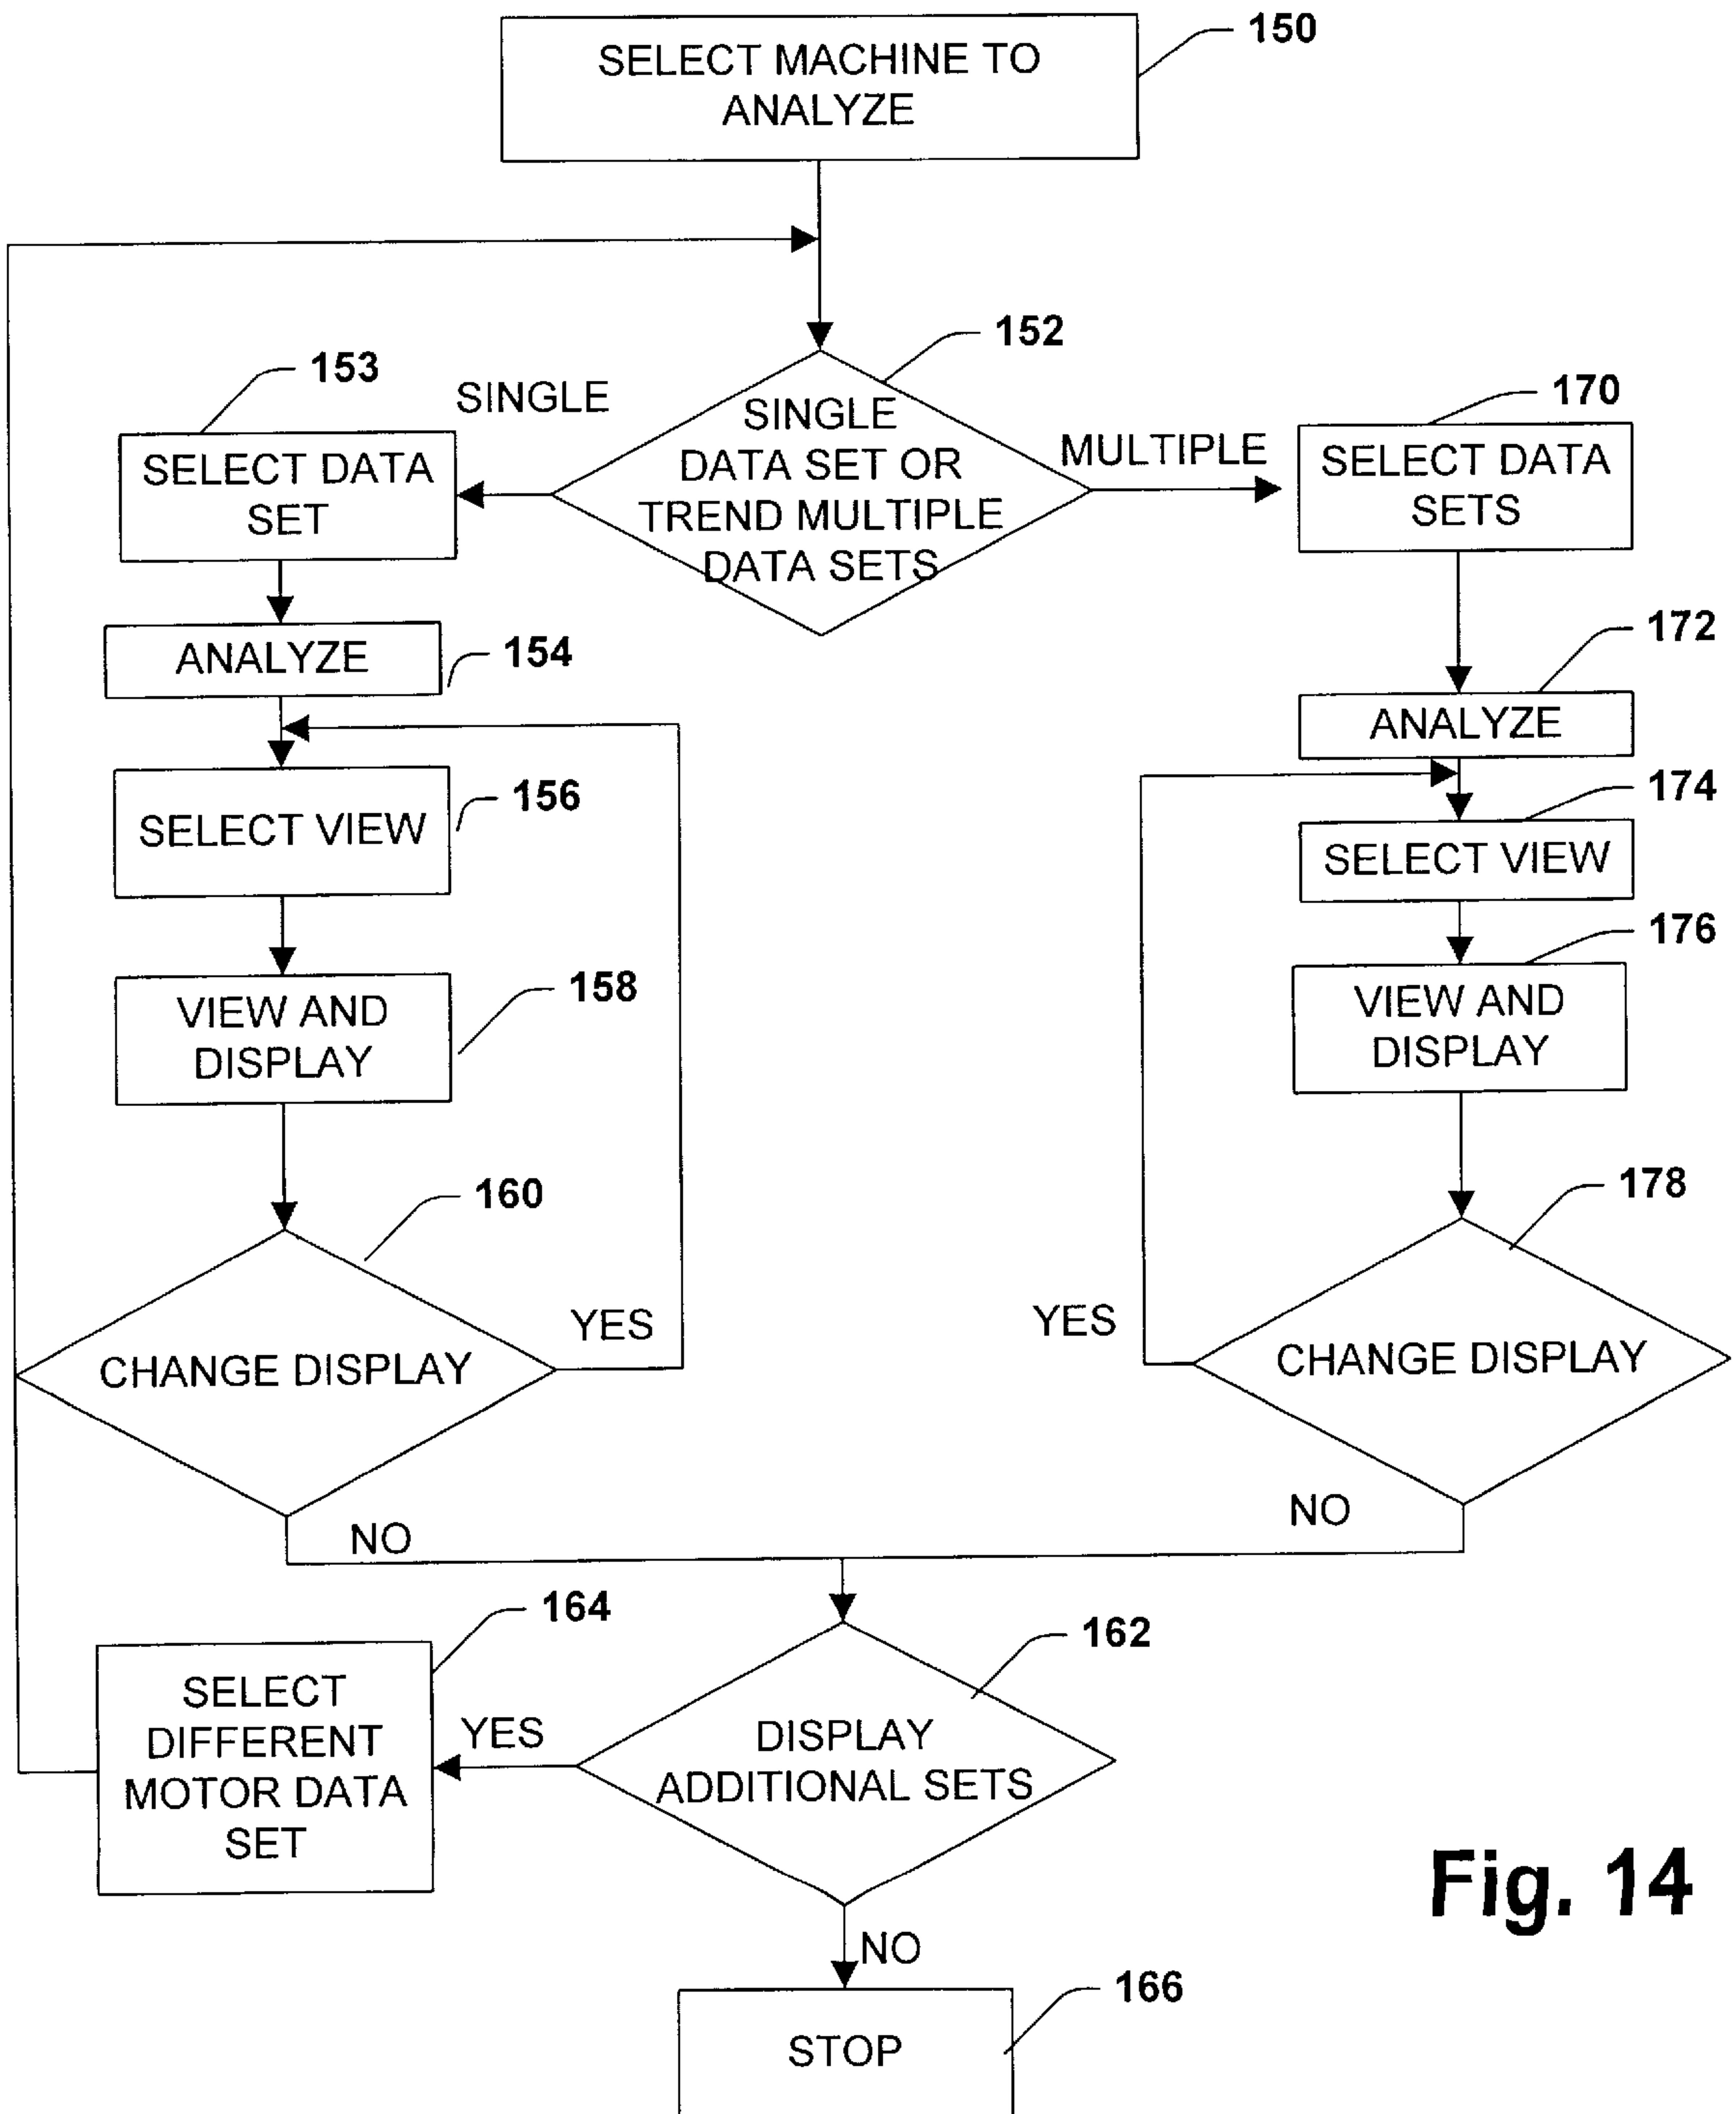 150
SELECT MACHINE TO
ANALYZE
152
153
SINGLE
SINGLE
DATA SET OR
TREND MULTIPLE
DATA SETS
MULTIPLE
170
SELECT DATA
SET
SELECT DATA
SETS
ANALYZE
154
172
ANALYZE
156
SELECT VIEW
174
SELECT VIEW
158
VIEW AND
DISPLAY
176
VIEW AND
DISPLAY
160
CHANGE DISPLAY
YES
NO
178
YES
CHANGE DISPLAY
NO
164
SELECT
DIFFERENT
MOTOR DATA
SET
YES
162
DISPLAY
ADDITIONAL SETS
NO
166
STOP
Fig. 14